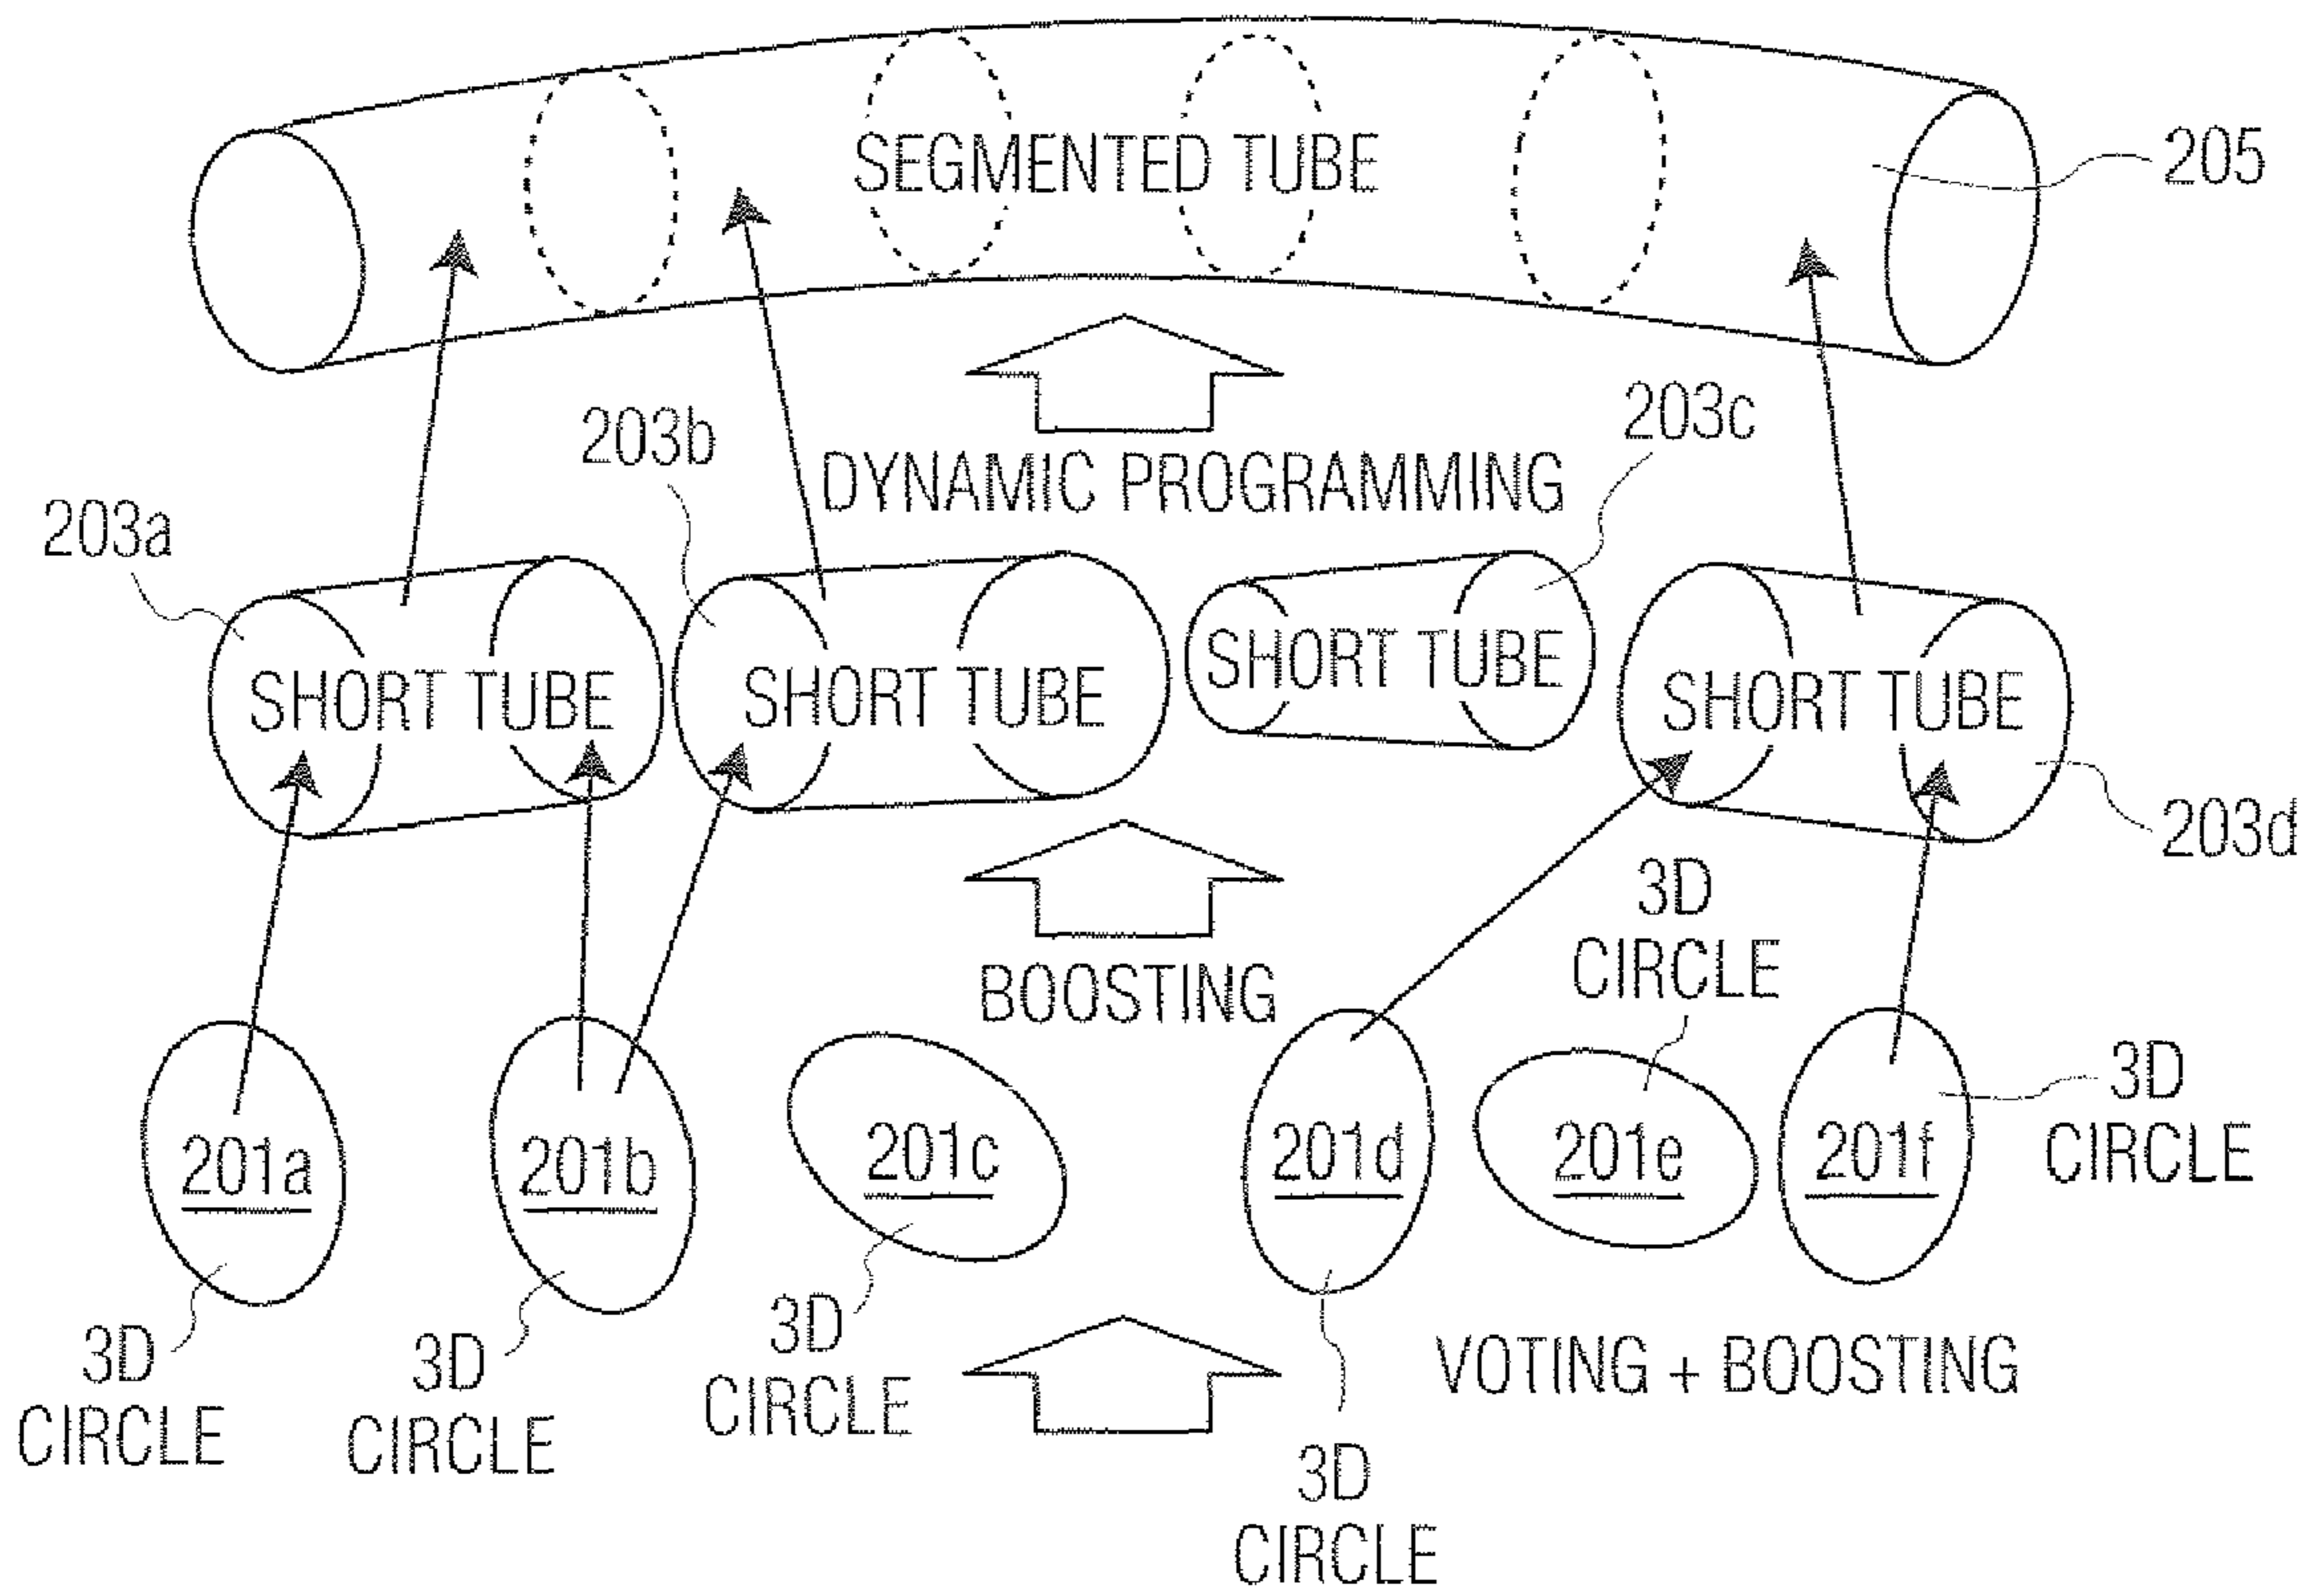 SEGMENTED TUBE
205
203b
203c
DYNAMIC PROGRAMMING
203a
SHORT TUBE
SHORT TUBE
SHORT TUBE
SHORT TUBE
203d
3D
CIRCLE
BOOSTING
3D
CIRCLE
201a
201b
201c
201d
201e
201f
3D
CIRCLE
3D
CIRCLE
3D
CIRCLE
VOTING + BOOSTING
3D
CIRCLE